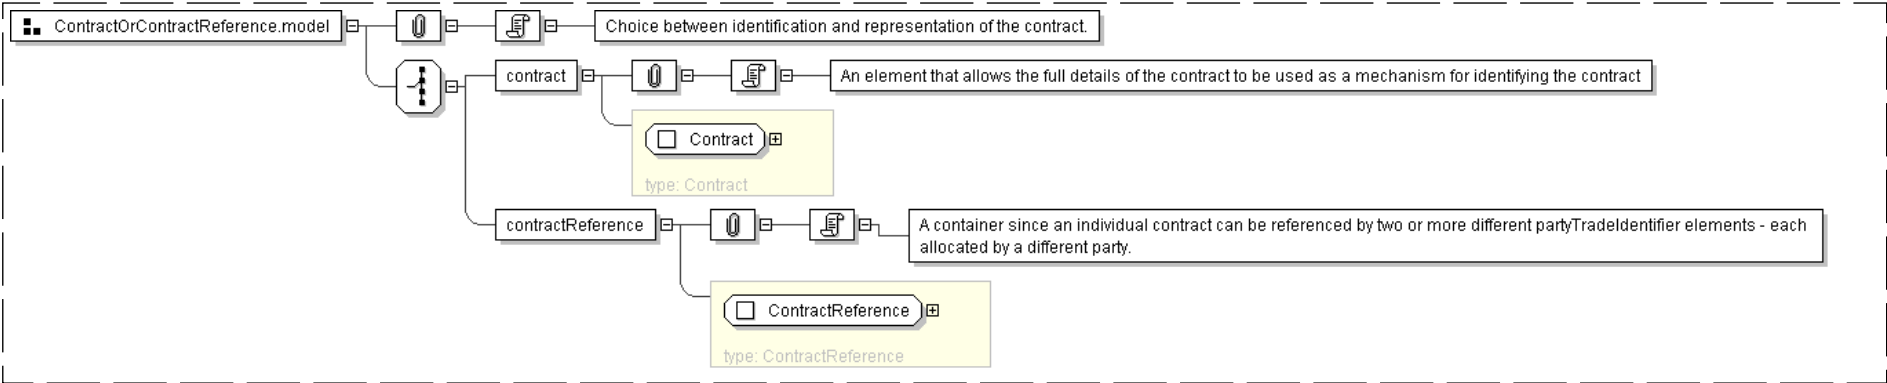 ContractOrContractReference.model
Choice between identification and representation of the contract.
contract
An element that allows the full details of the contract to be used as a mechanism for identifying the contract
Contract
type: Contract
contractReference
A container since an individual contract can be referenced by two or more different partyTradeIdentifier elements - each
allocated by a different party.
ContractReference
type: ContractReference